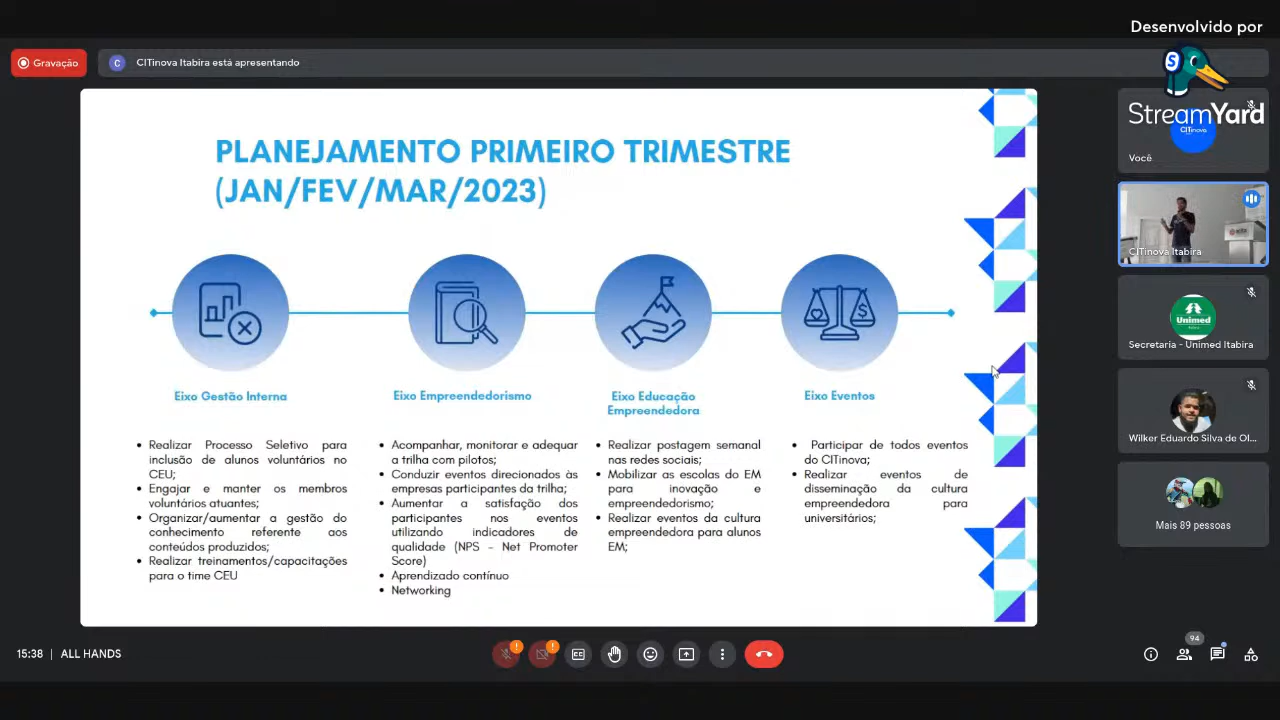 Desenvolvido por
StreamYard
Gravação
C CITinova Itabira está apresentando
PLANEJAMENTO PRIMEIRO TRIMESTRE
(JAN/FEV/MAR/2023)
Eixo Gestão Interna
• Realizar Processo Seletivo para
inclusão de alunos voluntários no
CEU;
• Engajar e manter os membros
voluntários atuantes;
• Organizar/aumentar a gestão do
conhecimento referente aos
conteúdos produzidos;
• Realizar treinamentos/capacitações
para o time CEU
Eixo Empreendedorismo
• Acompanhar, monitorar e adequar
a trilha com pilotos;
• Conduzir eventos direcionados às
empresas participantes da trilha;
• Aumentar a satisfação dos
participantes nos eventos
utilizando indicadores de
qualidade (NPS - Net Promoter
Score)
• Aprendizado contínuo
• Networking
Eixo Educação
Empreendedora
• Realizar postagem semanal
nas redes sociais;
• Mobilizar as escolas do EM
para inovação e
empreendedorismo;
• Realizar eventos da cultura
empreendedora para alunos
EM;
Eixo Eventos
• Participar de todos eventos
do CITinova;
• Realizar eventos de
disseminação da cultura
empreendedora para
universitários;
CITinova
Você
CITinova Itabira
Unimed
Secretaria - Unimed Itabira
Wilker Eduardo Silva de Ol...
Mais 89 pessoas
15:38 | ALL HANDS
94